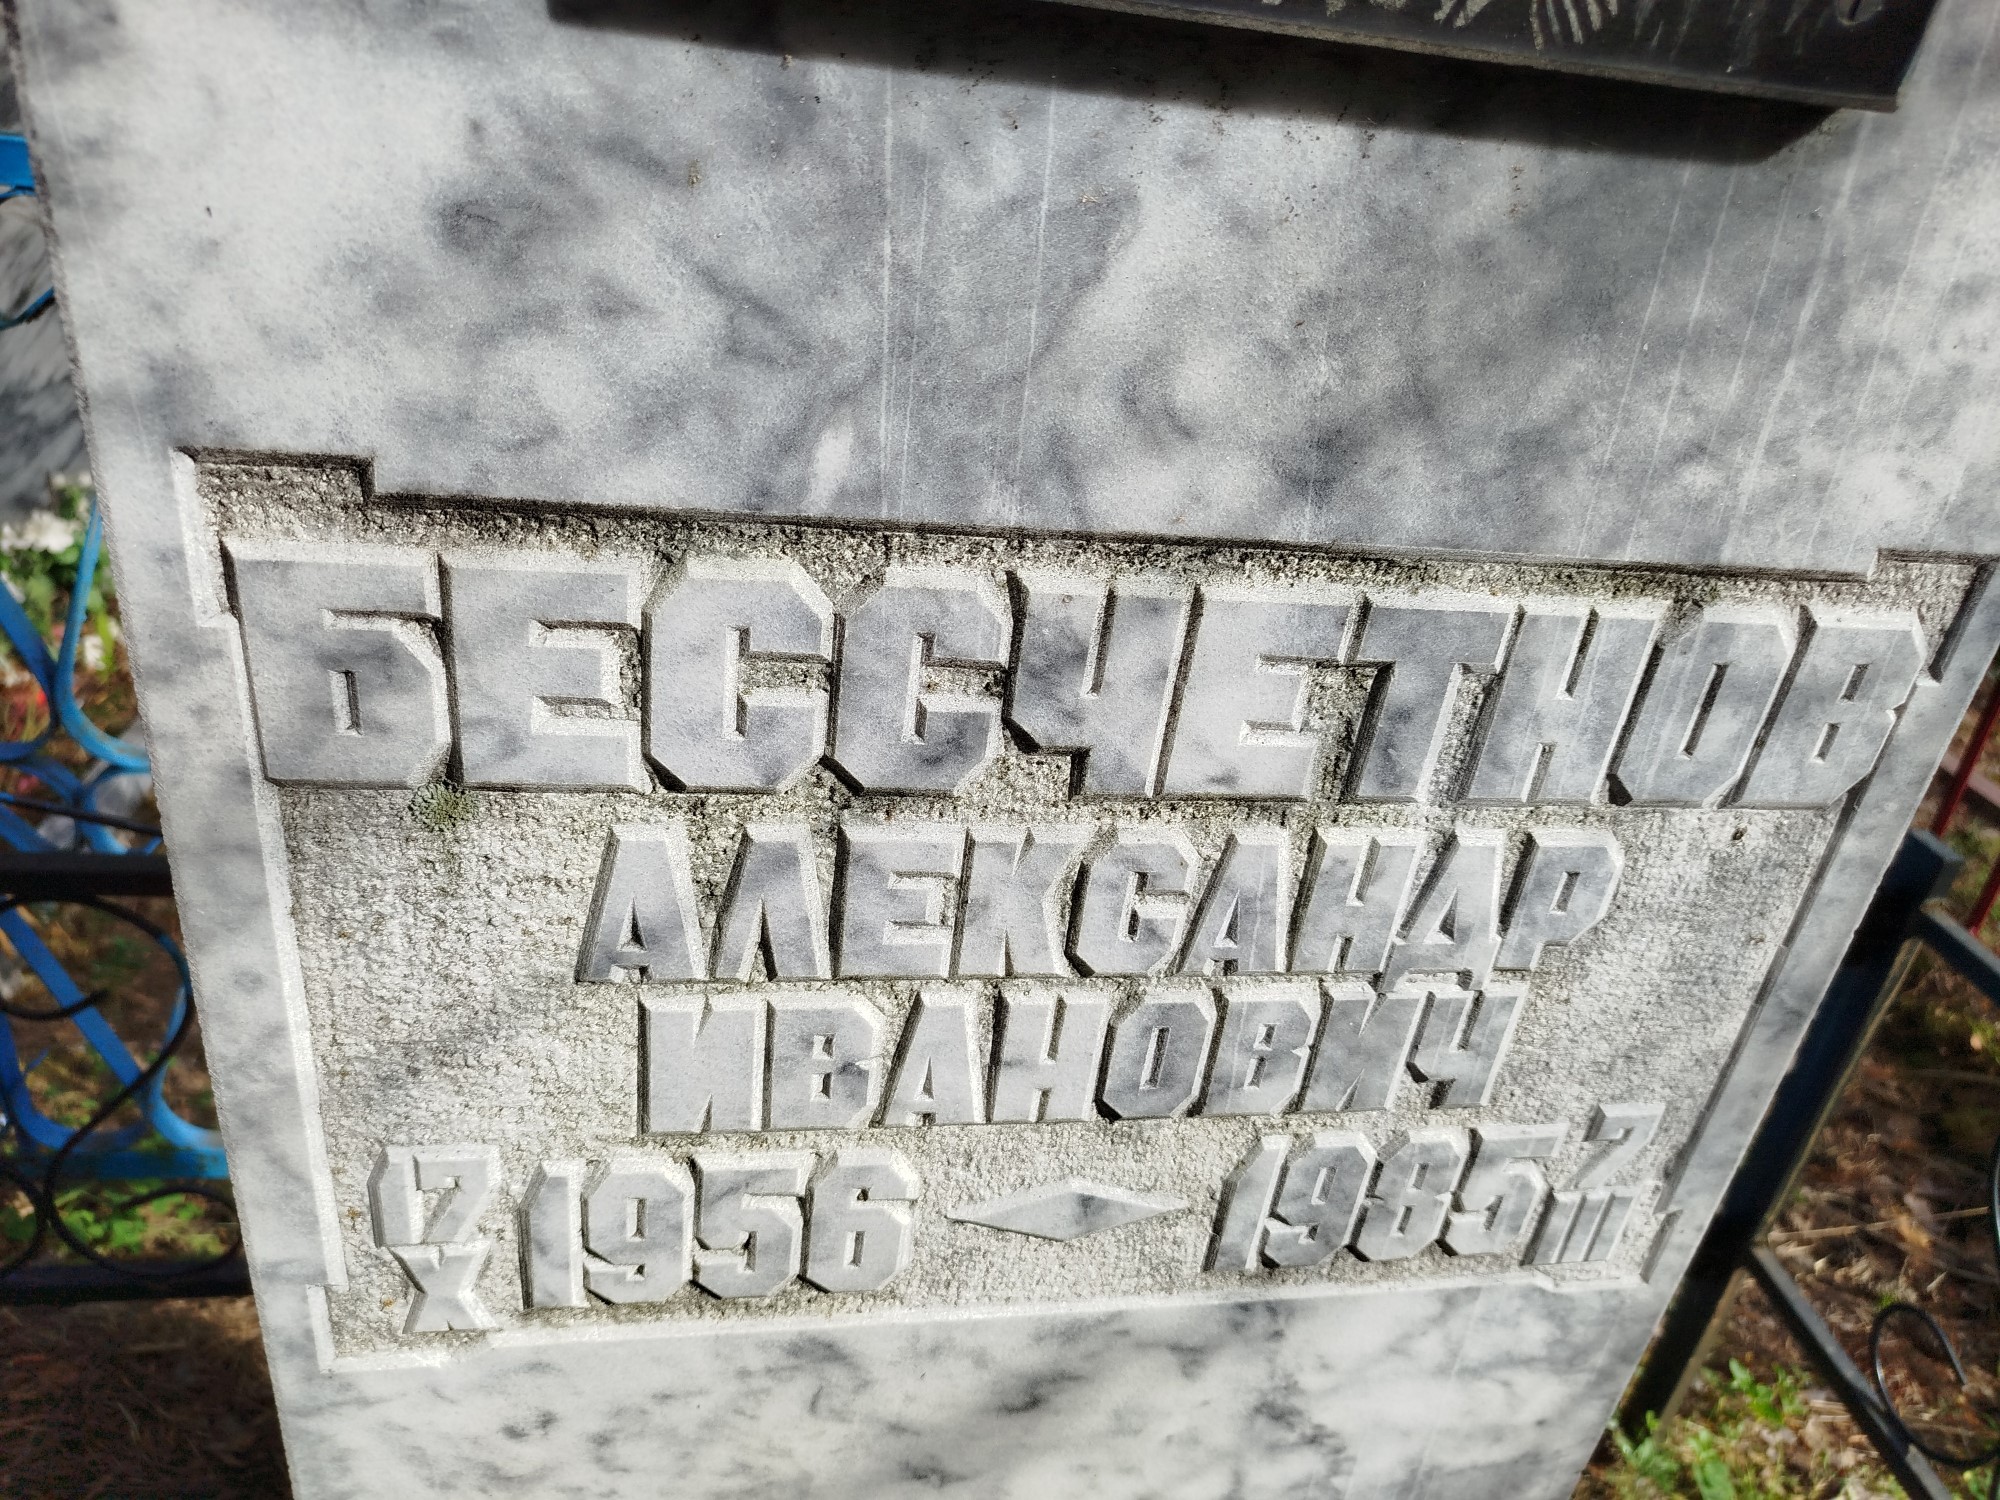 БЕССЧЕТНОВ
АЛЕКСАНДР
ИВАНОВИЧ
17 X 1956 1985 7 III